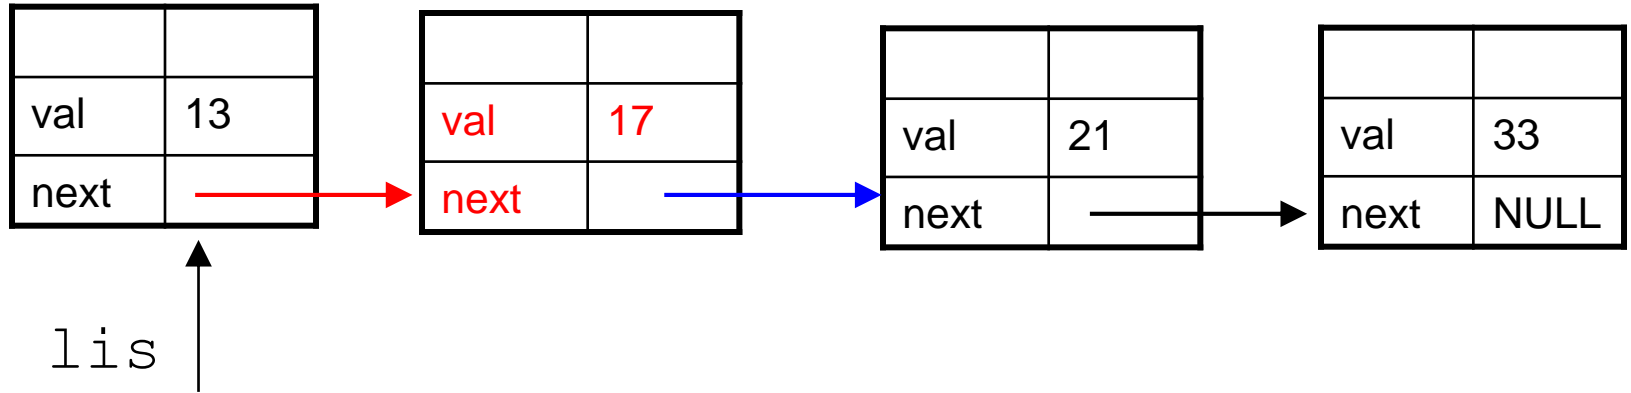 val 13
next
val 17
next
val 21
next
val 33
next NULL
lis